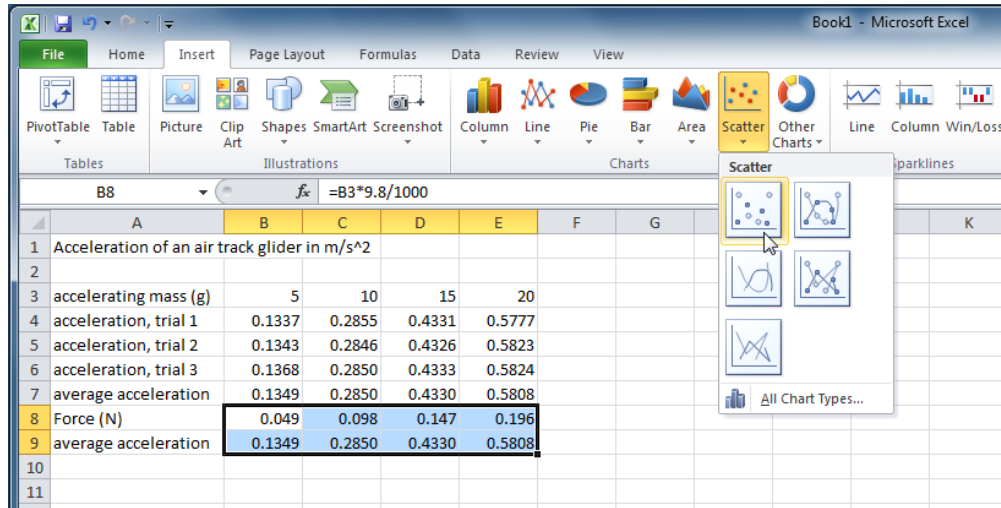 Book1 - Microsoft Excel
File Home Insert Page Layout Formulas Data Review View
PivotTable Table Picture Clip Art Shapes SmartArt Screenshot Column Line Pie Bar Area Scatter Other Charts Line Column Win/Loss
Tables Illustrations Charts Sparklines
Scatter
B8 fx =B3*9.8/1000
A B C D E F G K
1 Acceleration of an air track glider in m/s^2
2
3 accelerating mass (g) 5 10 15 20
4 acceleration, trial 1 0.1337 0.2855 0.4331 0.5777
5 acceleration, trial 2 0.1343 0.2846 0.4326 0.5823
6 acceleration, trial 3 0.1368 0.2850 0.4333 0.5824
7 average acceleration 0.1349 0.2850 0.4330 0.5808
All Chart Types...
8 Force (N) 0.049 0.098 0.147 0.196
9 average acceleration 0.1349 0.2850 0.4330 0.5808
10
11